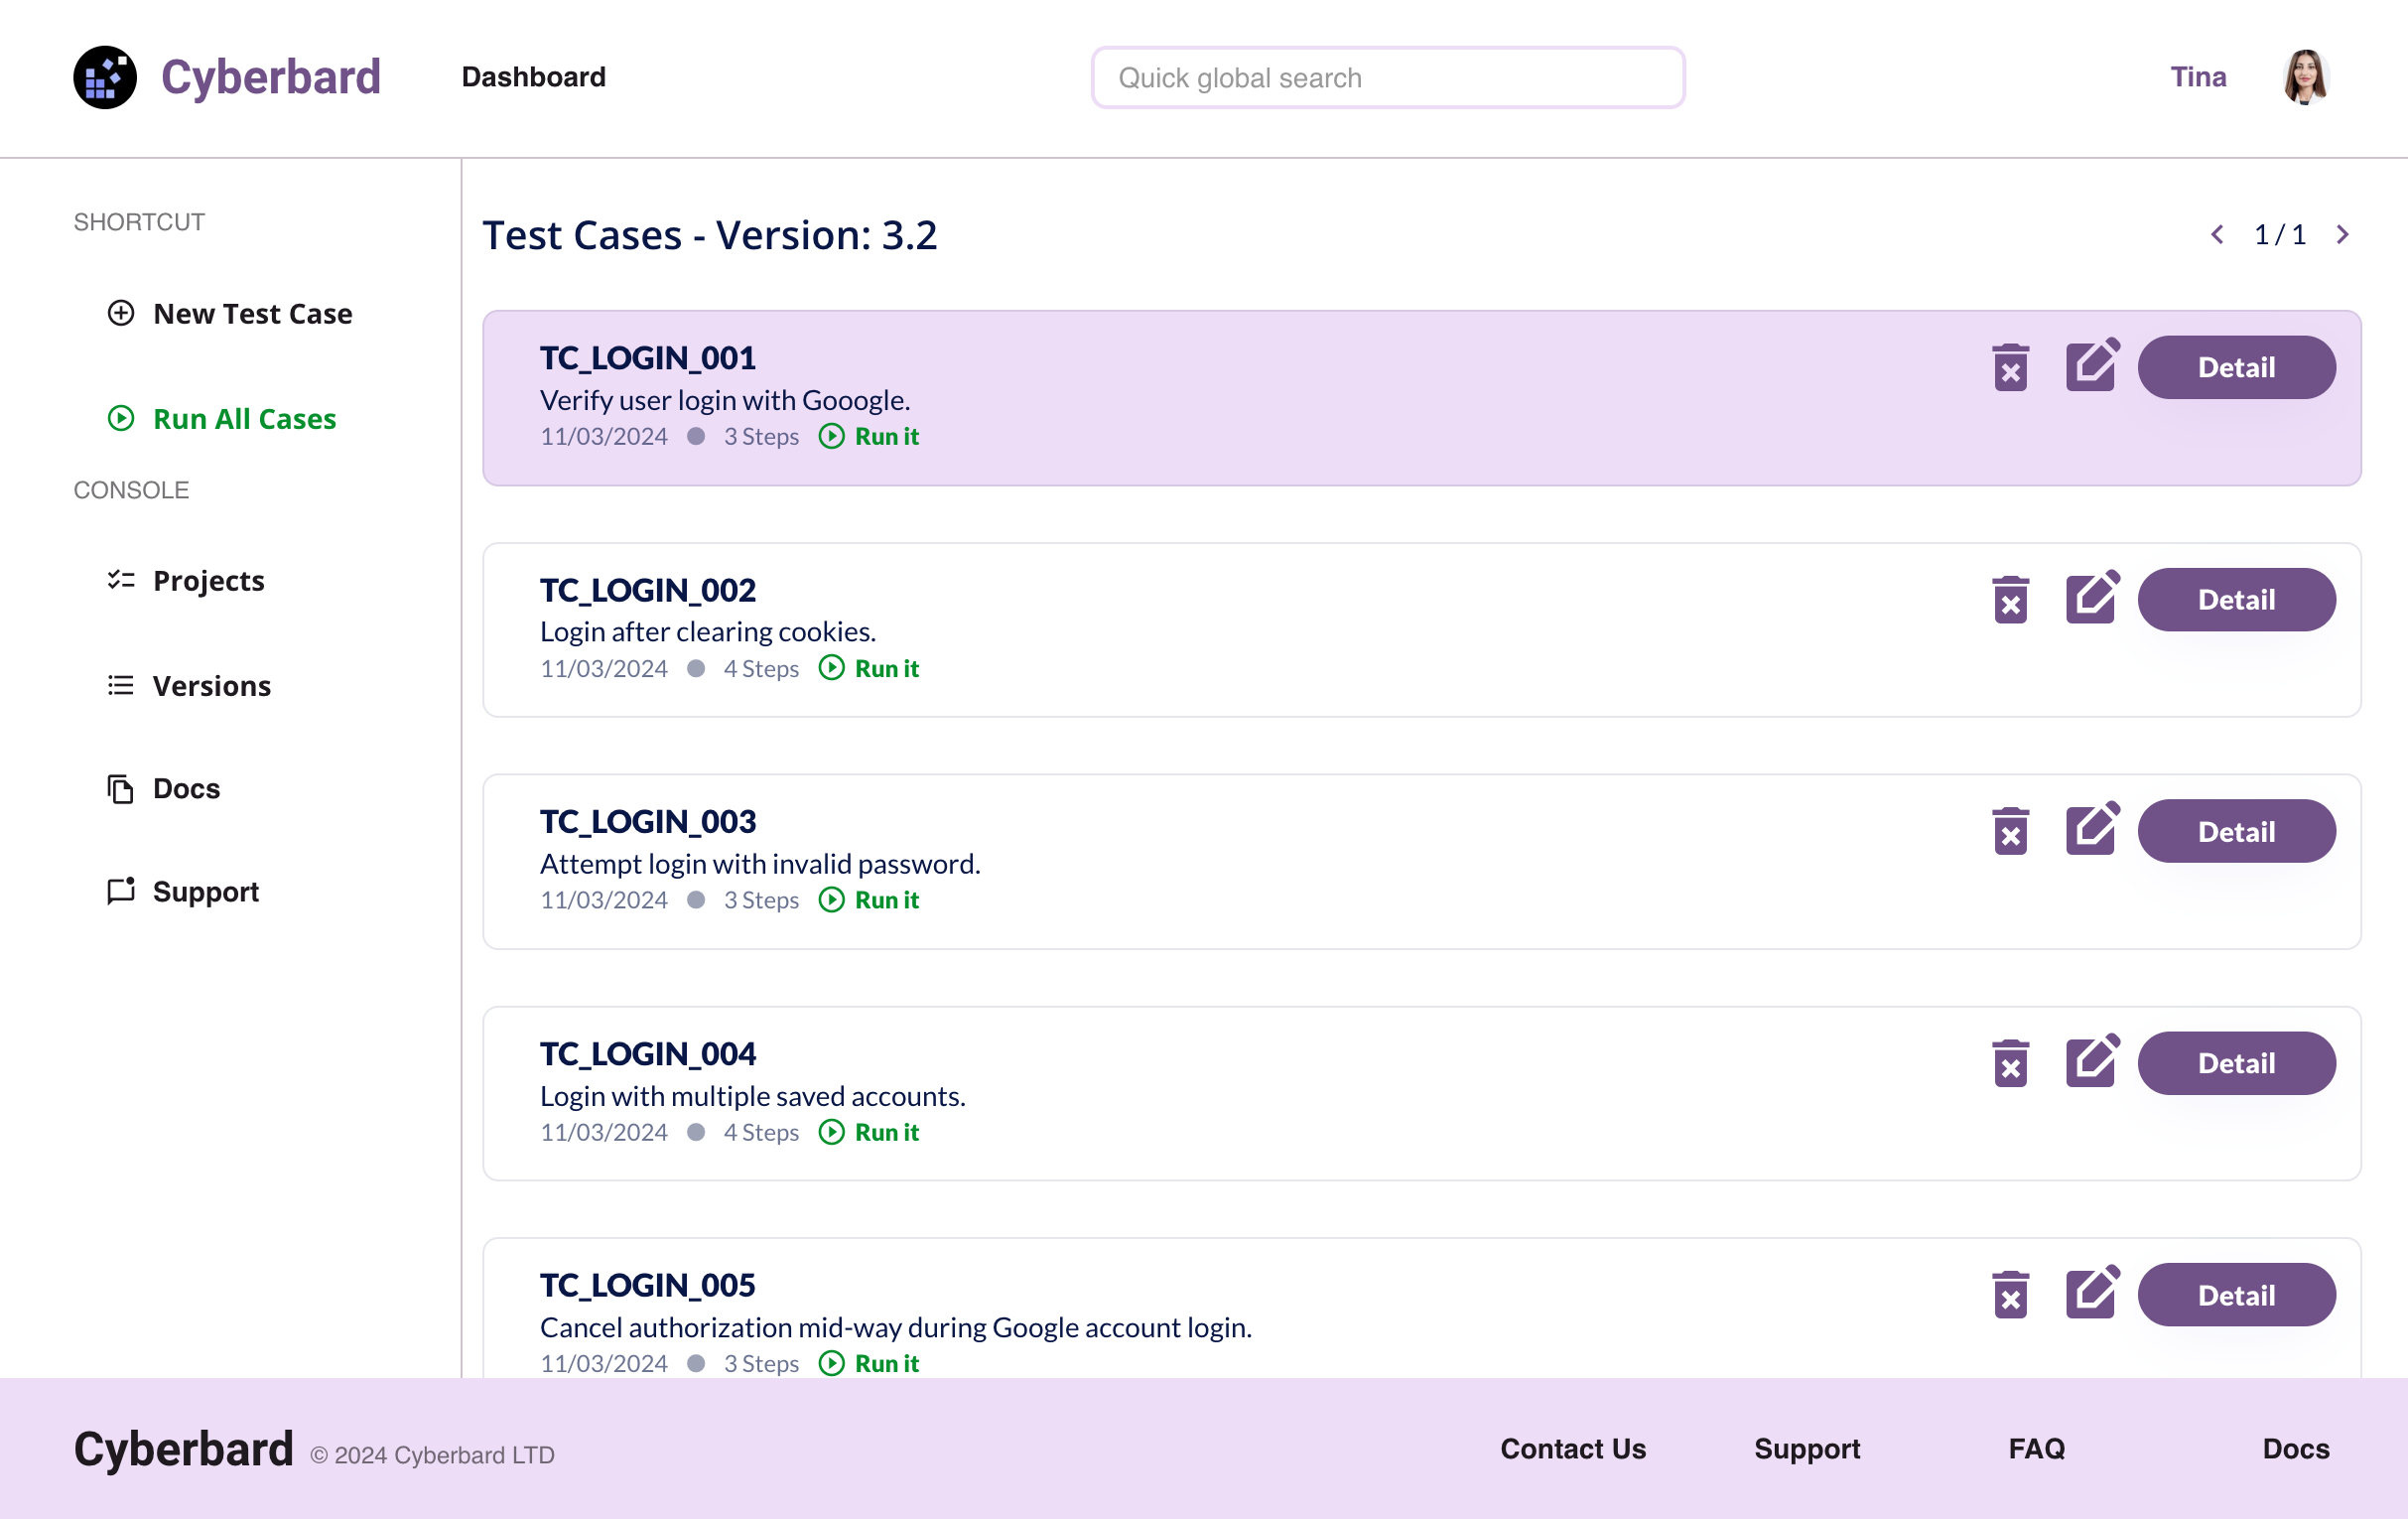 Cyberbard
Dashboard
Quick global search
Tina
SHORTCUT
New Test Case
Run All Cases
CONSOLE
Projects
Versions
Docs
Support
Test Cases - Version: 3.2
1 / 1
TC_LOGIN_001
Verify user login with Gooogle.
11/03/2024 3 Steps Run it
Detail
TC_LOGIN_002
Login after clearing cookies.
11/03/2024 4 Steps Run it
Detail
TC_LOGIN_003
Attempt login with invalid password.
11/03/2024 3 Steps Run it
Detail
TC_LOGIN_004
Login with multiple saved accounts.
11/03/2024 4 Steps Run it
Detail
TC_LOGIN_005
Cancel authorization mid-way during Google account login.
11/03/2024 3 Steps Run it
Detail
Cyberbard © 2024 Cyberbard LTD
Contact Us
Support
FAQ
Docs